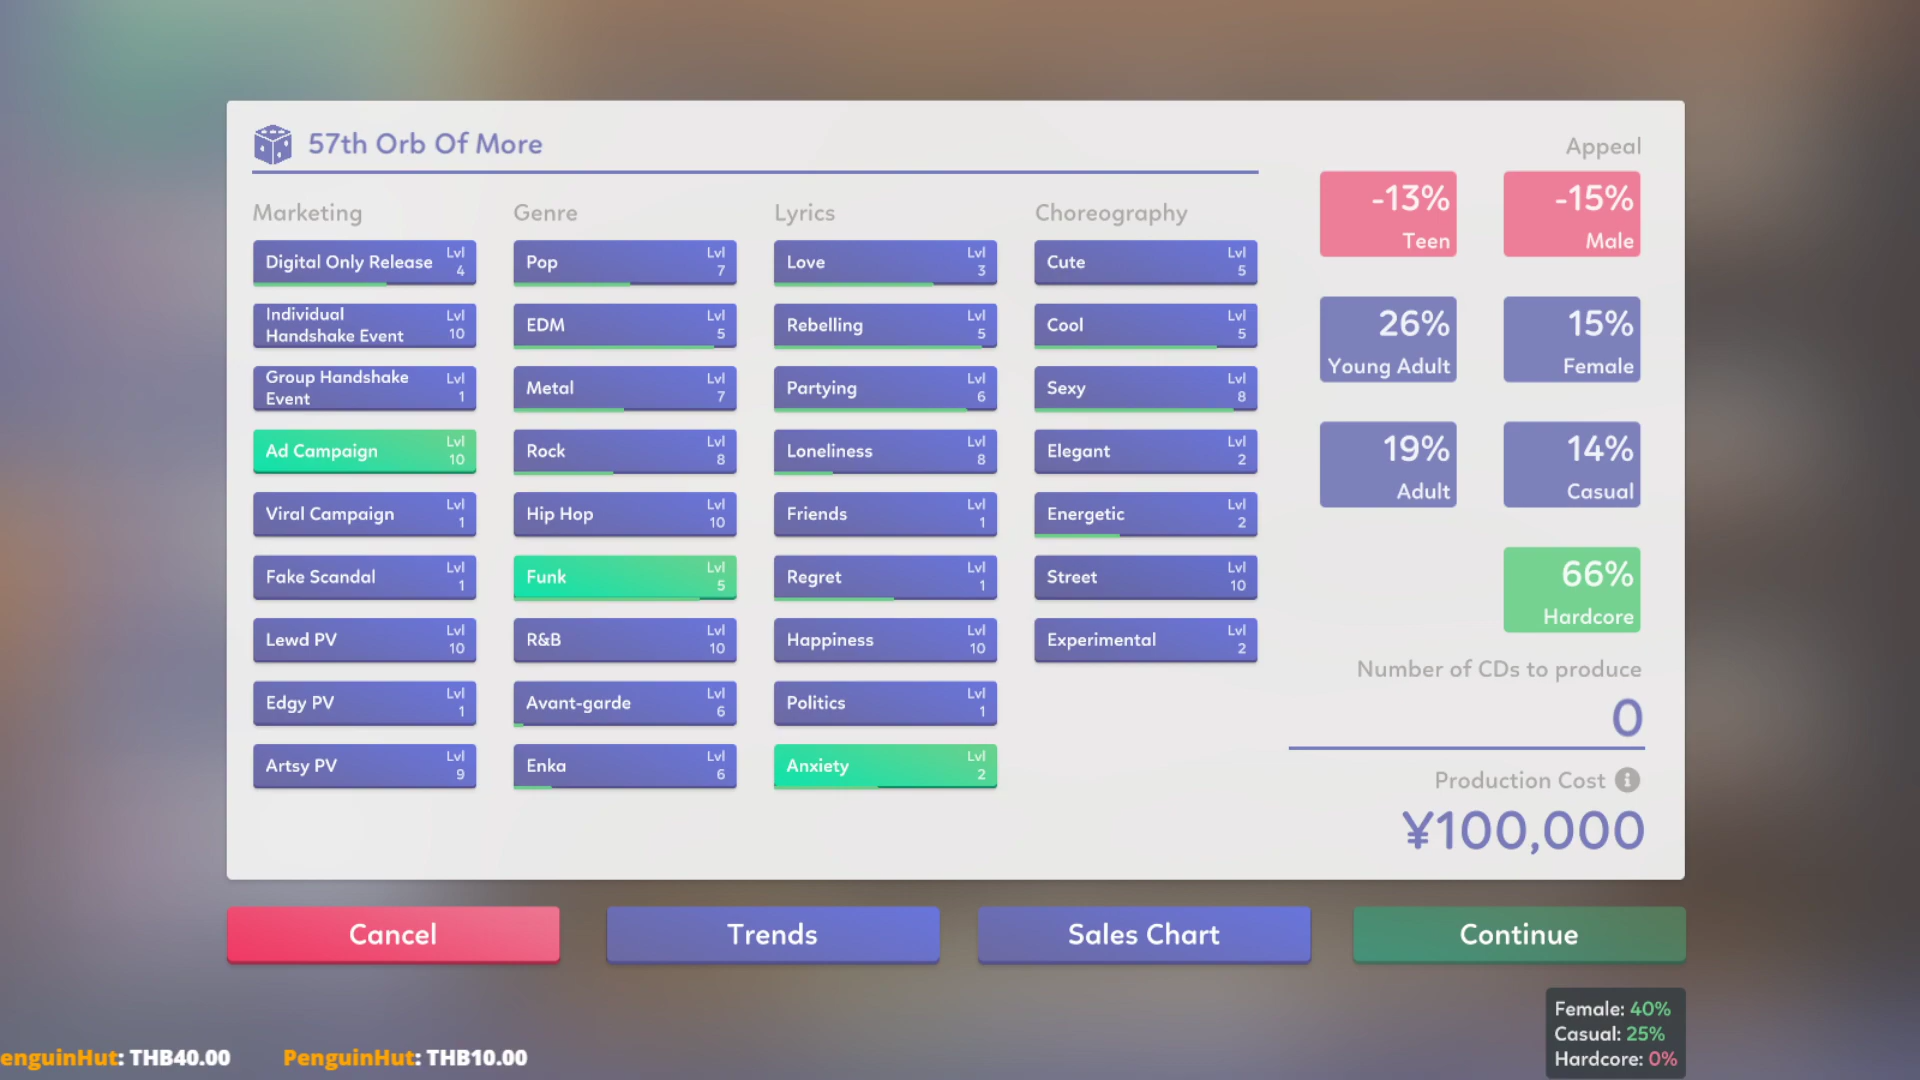 57th Orb Of More
Marketing
Digital Only Release Lvl 4
Individual Handshake Event Lvl 10
Group Handshake Event Lvl 1
Ad Campaign Lvl 10
Viral Campaign Lvl 1
Fake Scandal Lvl 1
Lewd PV Lvl 10
Edgy PV Lvl 1
Artsy PV Lvl 9
Genre
Pop Lvl 7
EDM Lvl 5
Metal Lvl 7
Rock Lvl 8
Hip Hop Lvl 10
Funk Lvl 5
R&B Lvl 10
Avant-garde Lvl 6
Enka Lvl 6
Lyrics
Love Lvl 3
Rebelling Lvl 5
Partying Lvl 6
Loneliness Lvl 8
Friends Lvl 1
Regret Lvl 1
Happiness Lvl 10
Politics Lvl 1
Anxiety Lvl 2
Choreography
Cute Lvl 5
Cool Lvl 5
Sexy Lvl 8
Elegant Lvl 2
Energetic Lvl 2
Street Lvl 10
Experimental Lvl 2
Appeal
-13% Teen
-15% Male
26% Young Adult
15% Female
19% Adult
14% Casual
66% Hardcore
Number of CDs to produce
0
Production Cost
¥100,000
Cancel
Trends
Sales Chart
Continue
Female: 40%
Casual: 25%
Hardcore: 0%
enguinHut: THB40.00 PenguinHut: THB10.00